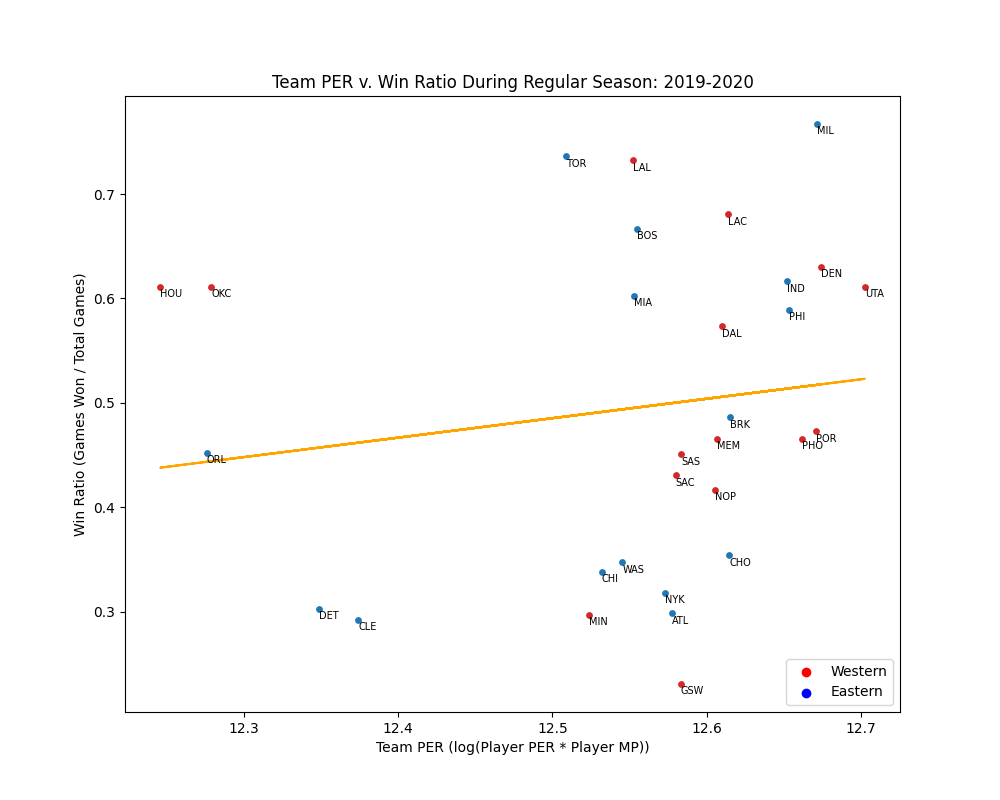 Team PER v. Win Ratio During Regular Season: 2019-2020
MIL
TOR
LAL
0.7
LAC
BOS
DEN
IND
HOU
OKC
UTA
0.6
MIA
PHI
DAL
0.5
BRK
POR
MEM
PHO
ORL
SAS
SAC
NOP
0.4
CHO
WAS
CHI
NYK
0.3
DET
MIN
ATL
CLE
GSW
Win Ratio (Games Won / Total Games)
Western
Eastern
12.3
12.4
12.5
12.6
12.7
Team PER (log(Player PER * Player MP))